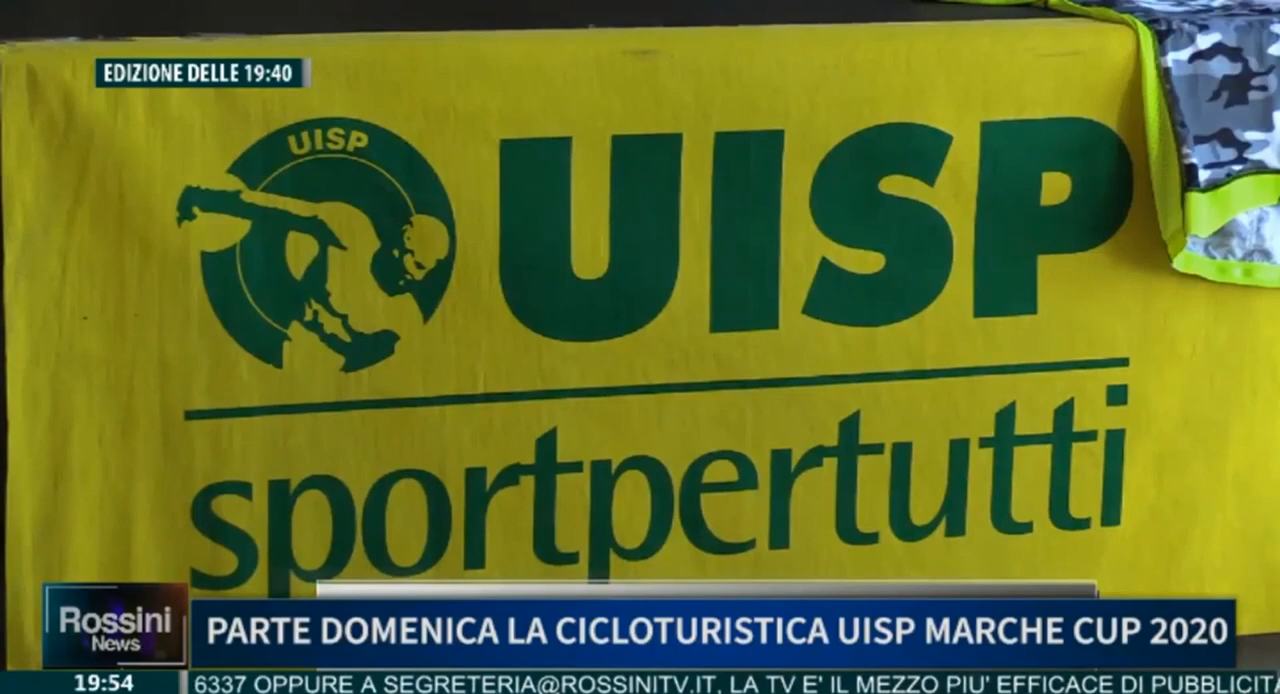 EDIZIONE DELLE 19:40
UISP
UISP
sportpertutti
Rossini
News
PARTE DOMENICA LA CICLOTURISTICA UISP MARCHE CUP 2020
19:54
6337 OPPURE A SEGRETERIA@ROSSINITV.IT, LA TV E' IL MEZZO PIU' EFFICACE DI PUBBLICITA